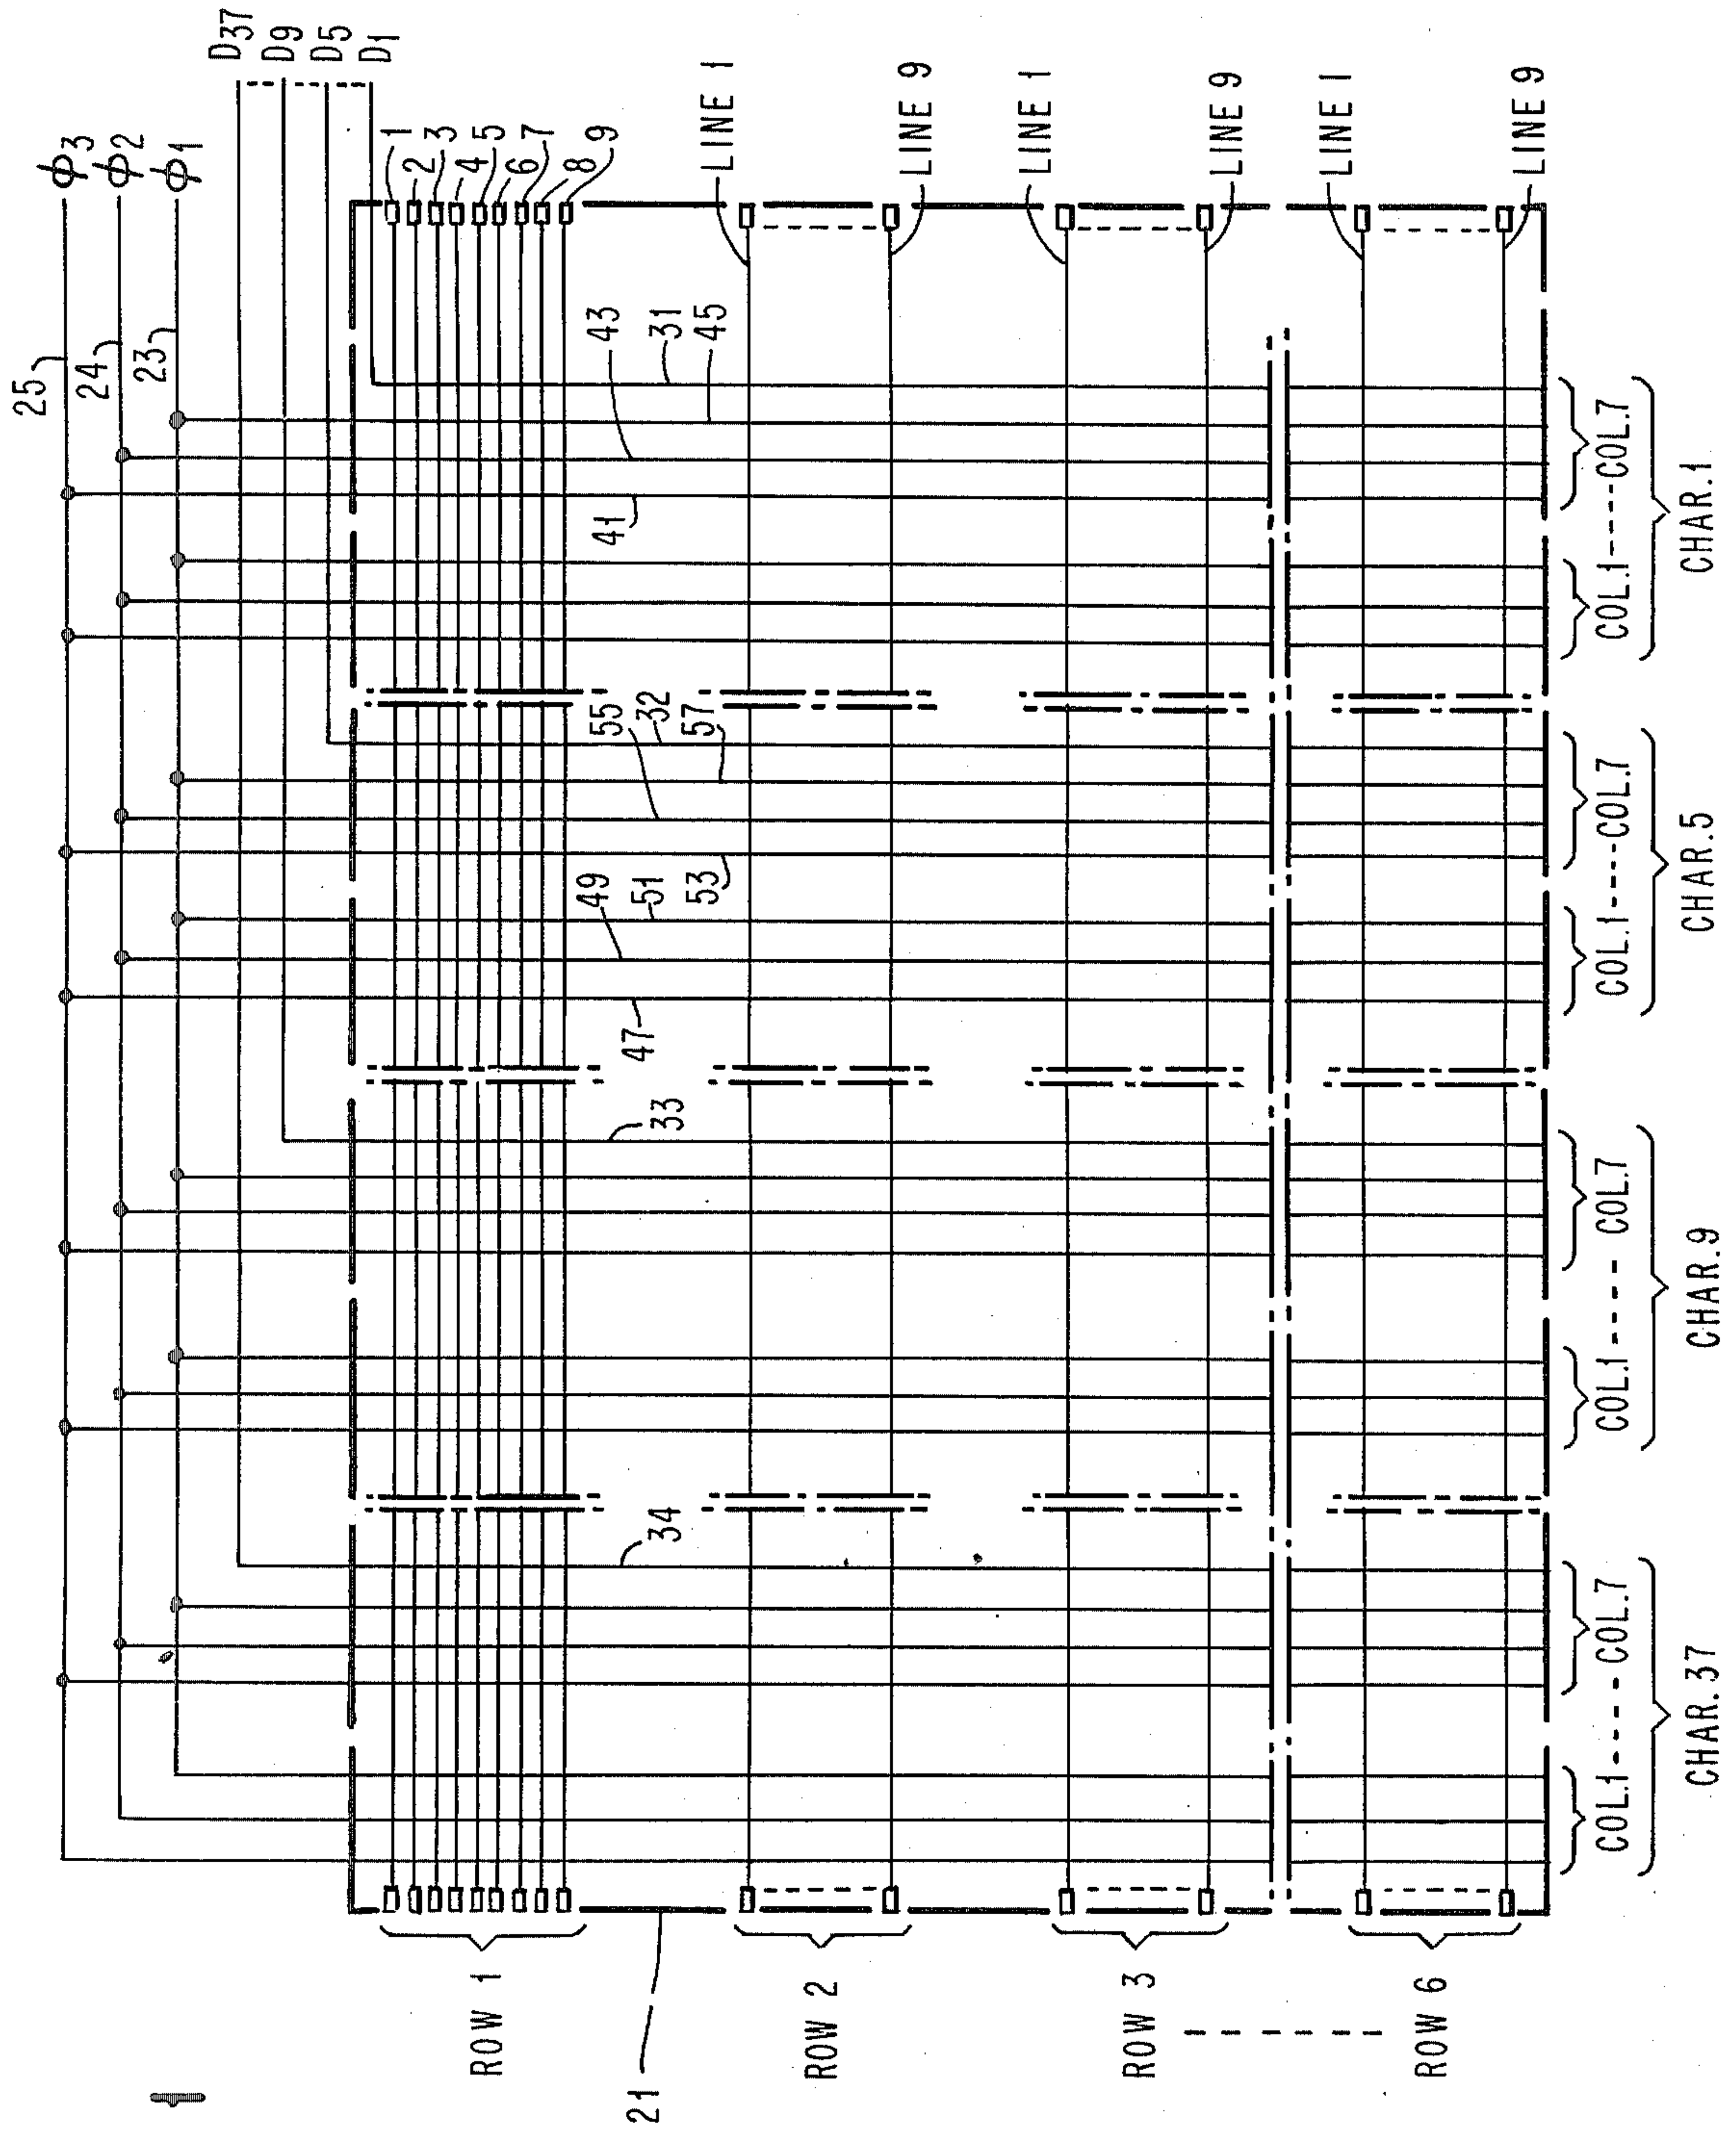 25
ϕ3
24
ϕ2
23
ϕ1
D37
D9
D5
D1
1
2
3
4
5
6
7
8
9
43
31
45
41
55
32
57
49
51
53
47
33
34
LINE 1
LINE 9
LINE 1
LINE 9
LINE 1
LINE 9
ROW 1
21
ROW 2
ROW 3
ROW 6
COL.1----COL.7
CHAR.37
COL.1---- COL.7
CHAR.9
COL.1----COL.7
CHAR.5
COL.1----COL.7
CHAR.1
1